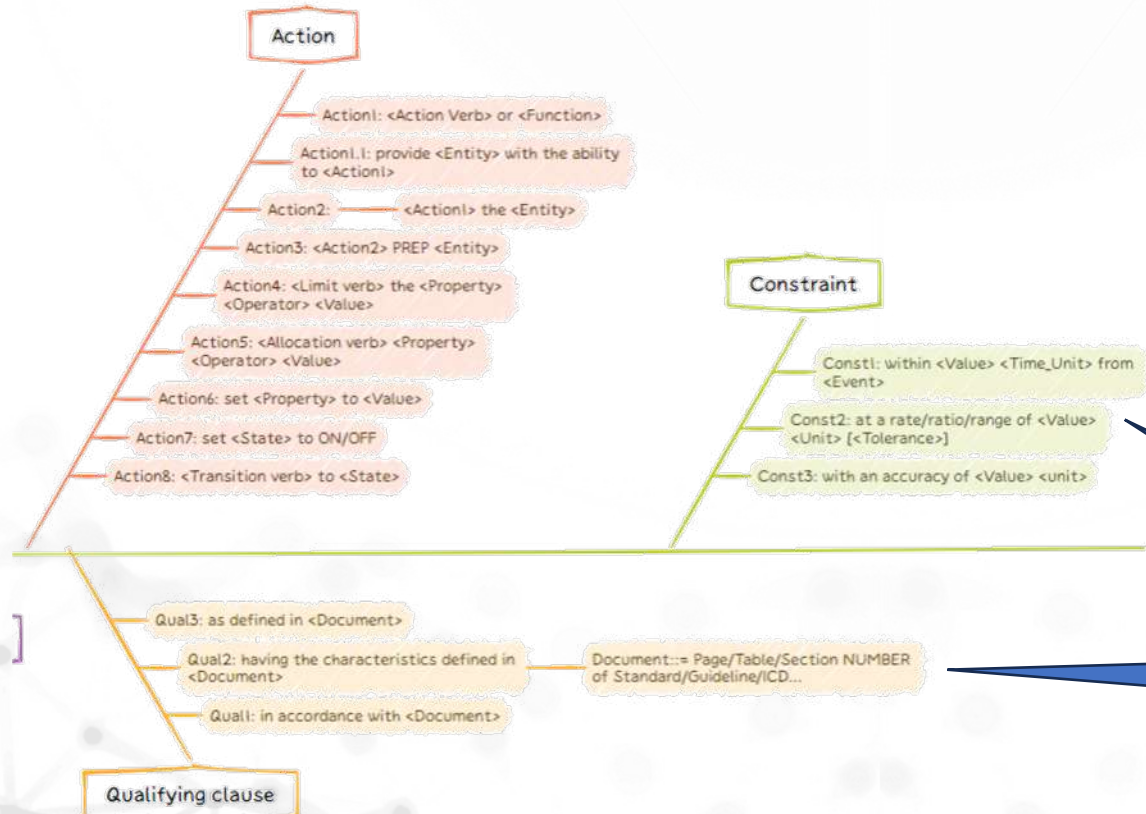 Action
Action1: <Action Verb> or <Function>
Action1.1: provide <Entity> with the ability
to <Action1>
Action2:
<Action1> the <Entity>
Action3: <Action2> PREP <Entity>
Action4: <Limit verb> the <Property>
<Operator> <Value>
Action5: <Allocation verb> <Property>
<Operator> <Value>
Action6: set <Property> to <Value>
Action7: set <State> to ON/OFF
Action8: <Transition verb> to <State>
Constraint
Const1: within <Value> <Time_Unit> from
<Event>
Const2: at a rate/ratio/range of <Value>
<Unit> [<Tolerance>]
Const3: with an accuracy of <Value> <unit>
]
Qual3: as defined in <Document>
Qual2: having the characteristics defined in
<Document>
Document::= Page/Table/Section NUMBER
of Standard/Guideline/ICD...
Qual1: in accordance with <Document>
Qualifying clause